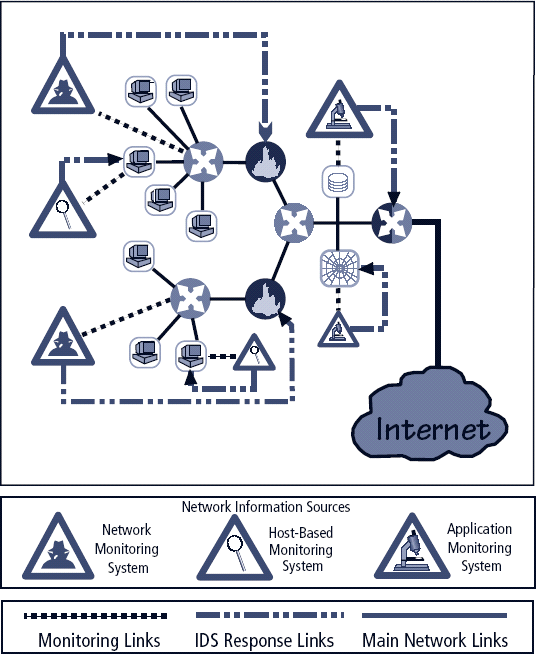 Internet
Network Information Sources
Network
Monitoring
System
Host-Based
Monitoring
System
Application
Monitoring
System
Monitoring Links
IDS Response Links
Main Network Links